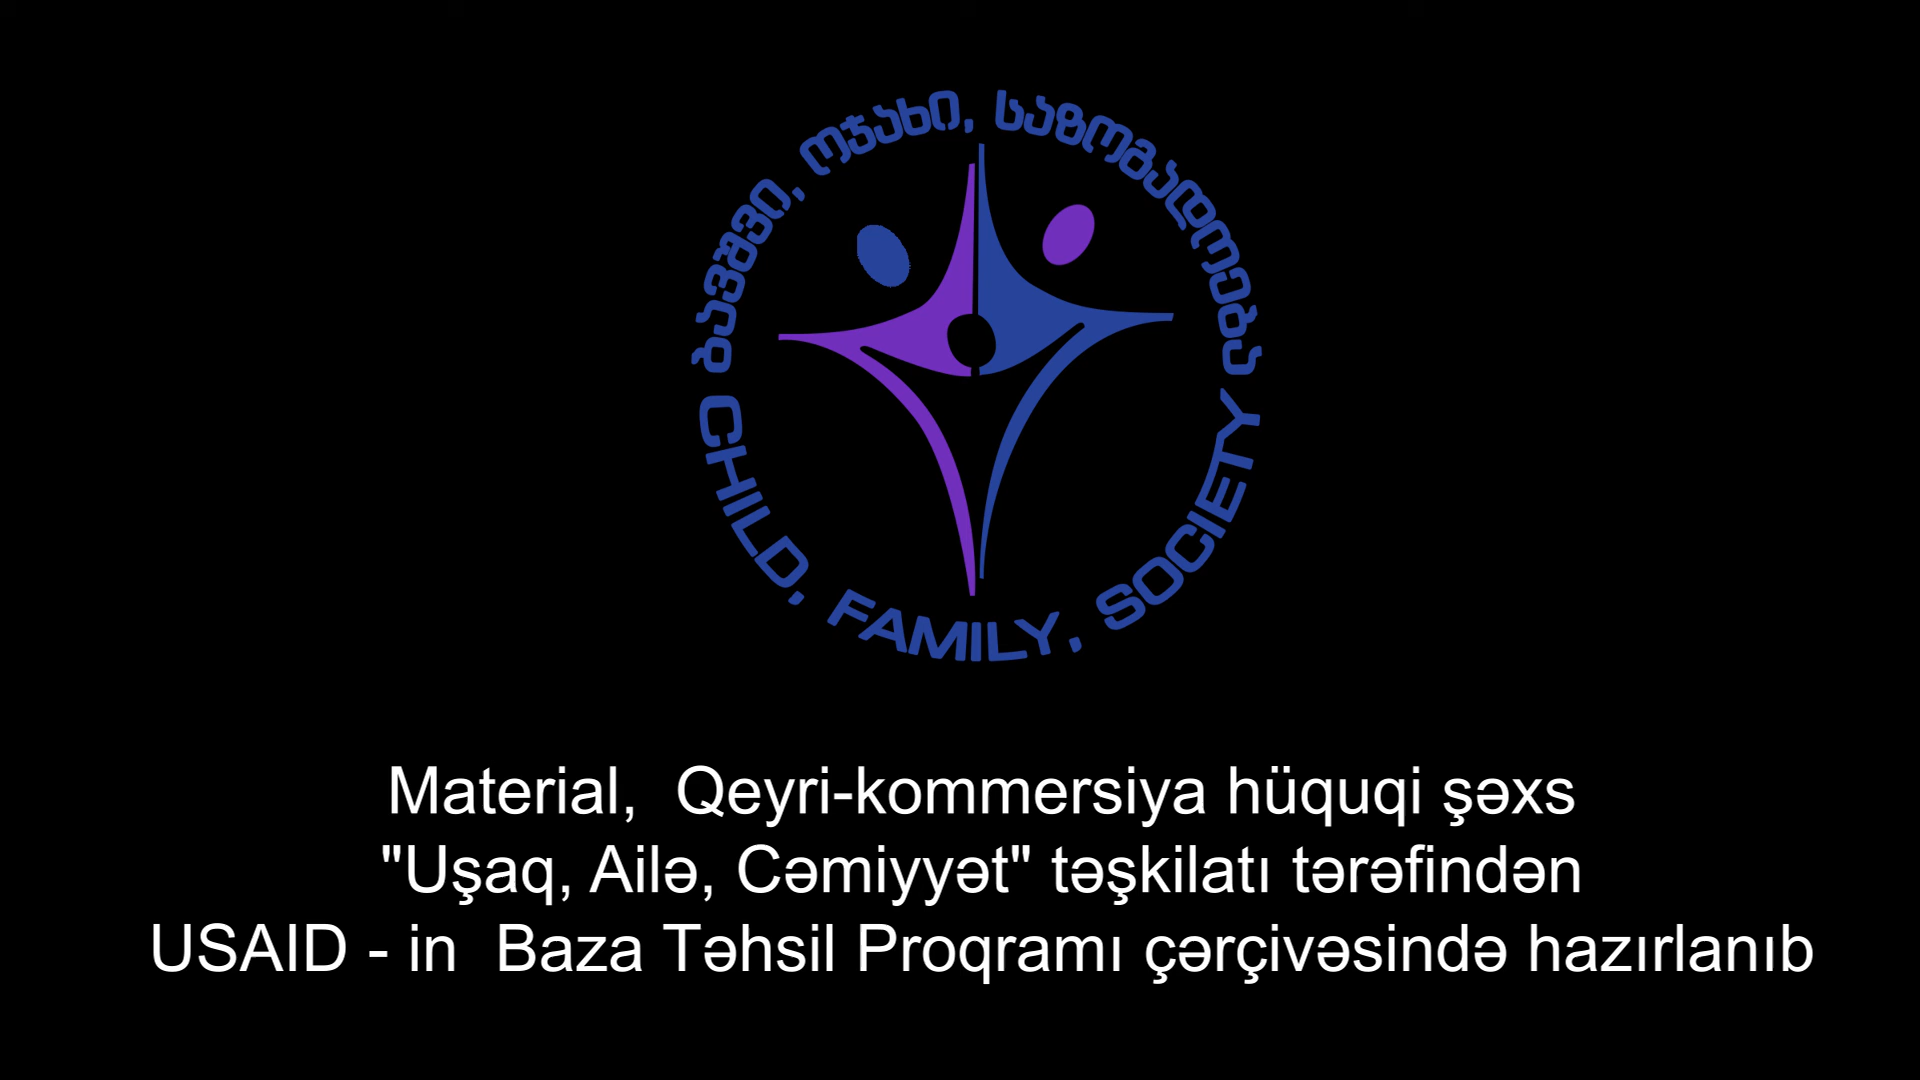 ბავშვი, ოჯახი, საზოგადოება
CHILD, FAMILY, SOCIETY
Material,  Qeyri-kommersiya hüquqi şəxs
"Uşaq, Ailə, Cəmiyyət" təşkilatı tərəfindən
USAID - in  Baza Təhsil Proqramı çərçivəsində hazırlanıb